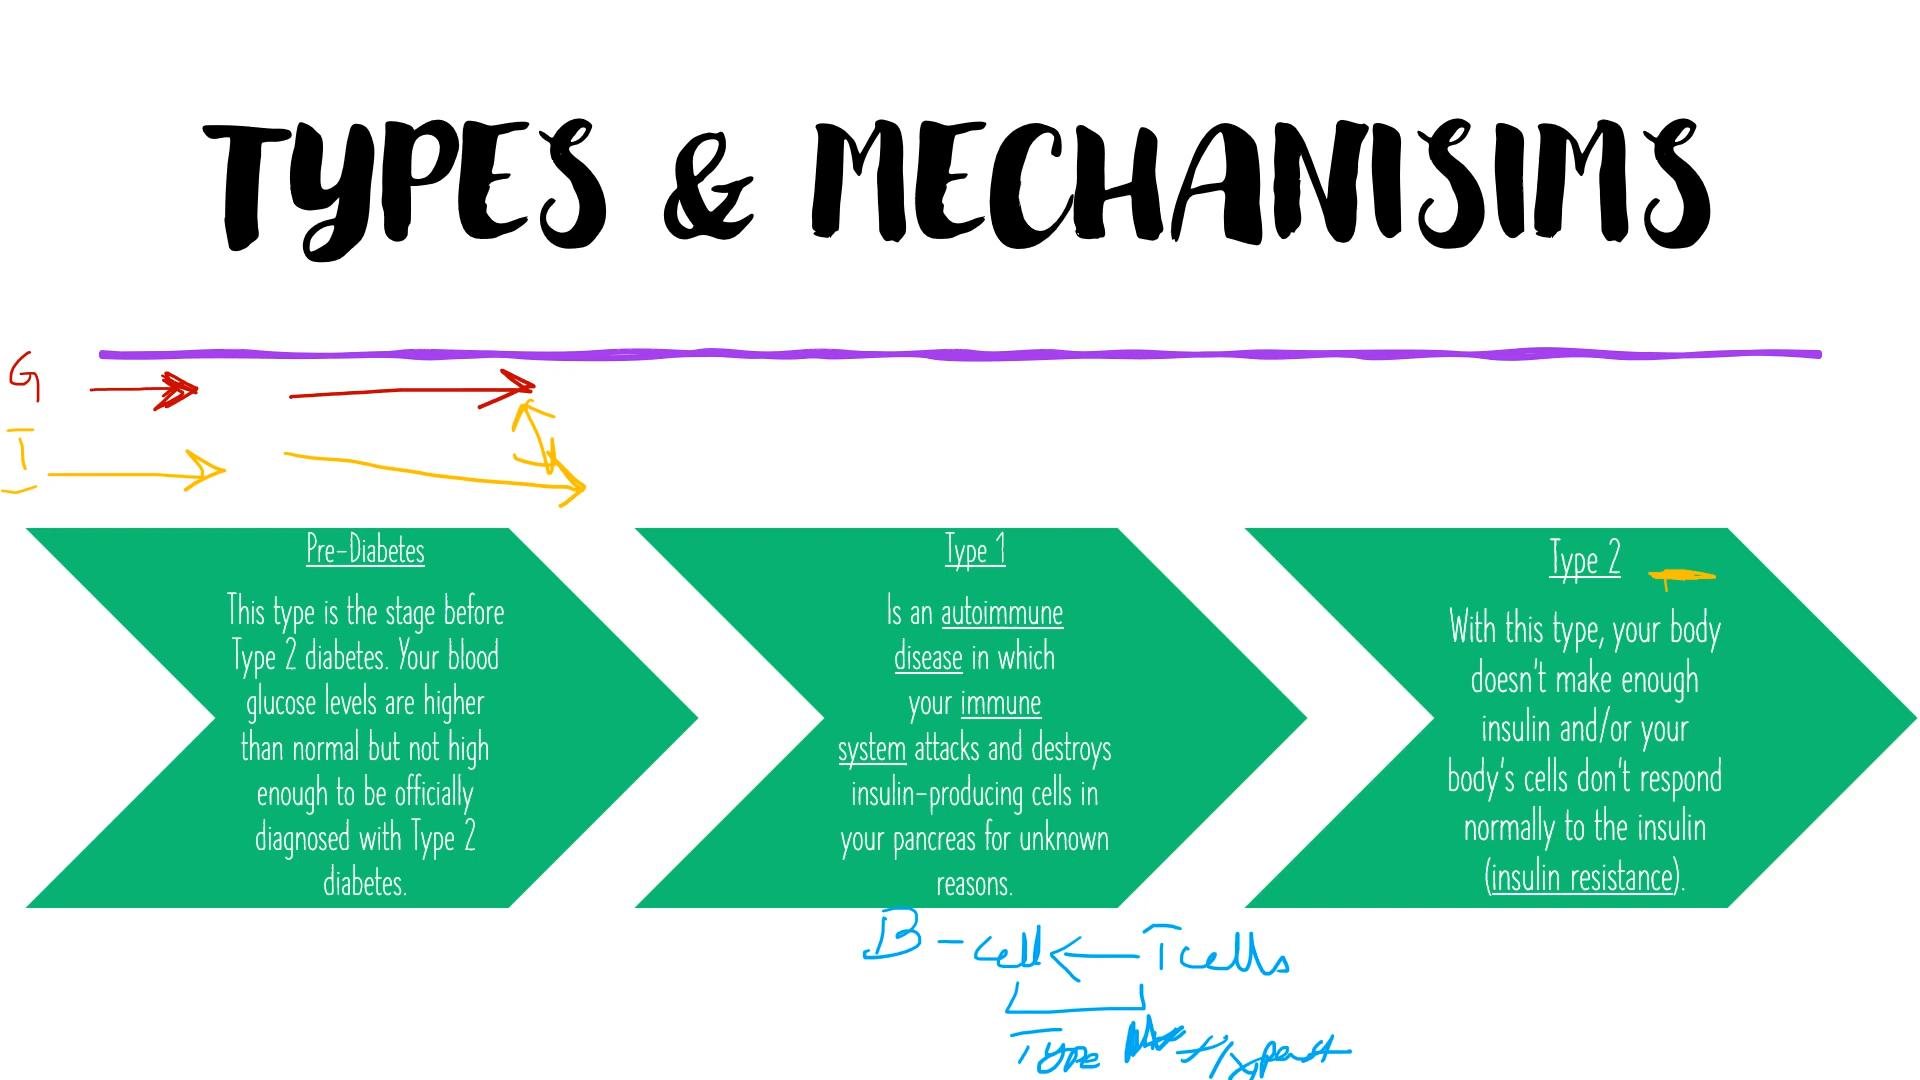 TYPES & MECHANISIMS
G
I
Pre-Diabetes
This type is the stage before
Type 2 diabetes. Your blood
glucose levels are higher
than normal but not high
enough to be officially
diagnosed with Type 2
diabetes.
Type 1
Is an autoimmune
disease in which
your immune
system attacks and destroys
insulin-producing cells in
your pancreas for unknown
reasons.
Type 2
With this type, your body
doesn't make enough
insulin and/or your
body's cells don't respond
normally to the insulin
(insulin resistance).
B-cell ← T cells
Type